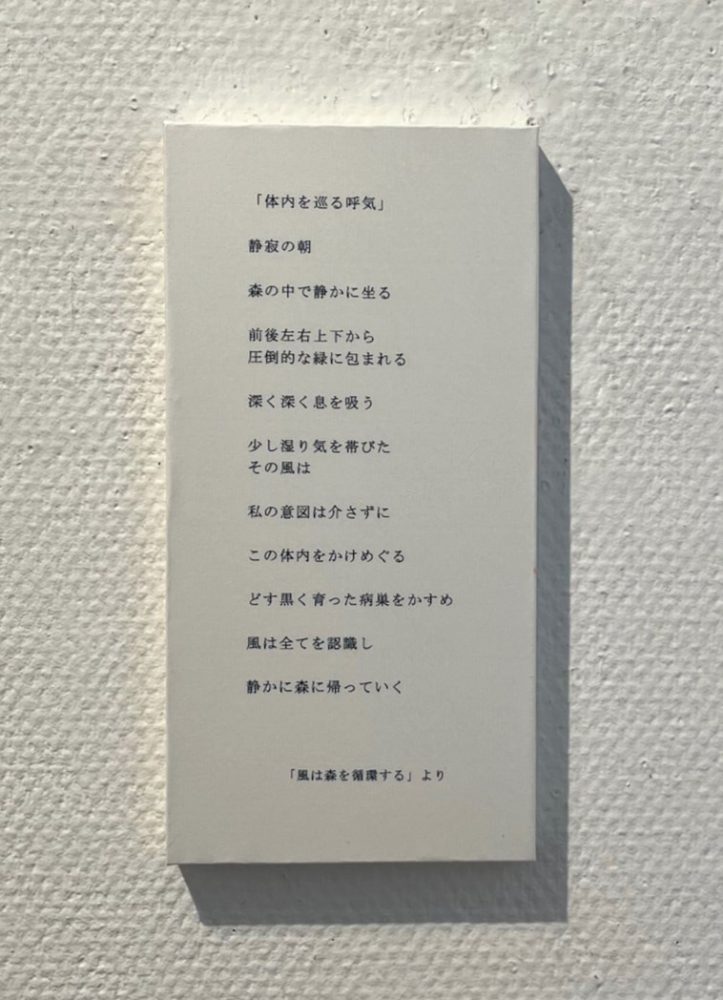 「体内を巡る呼気」
静寂の朝
森の中で静かに坐る
前後左右上下から
圧倒的な緑に包まれる
深く深く息を吸う
少し湿り気を帯びた
その風は
私の意図は介さずに
この体内をかけめぐる
どす黒く育った病巣をかすめ
風は全てを認識し
静かに森に帰っていく
「風は森を循環する」より